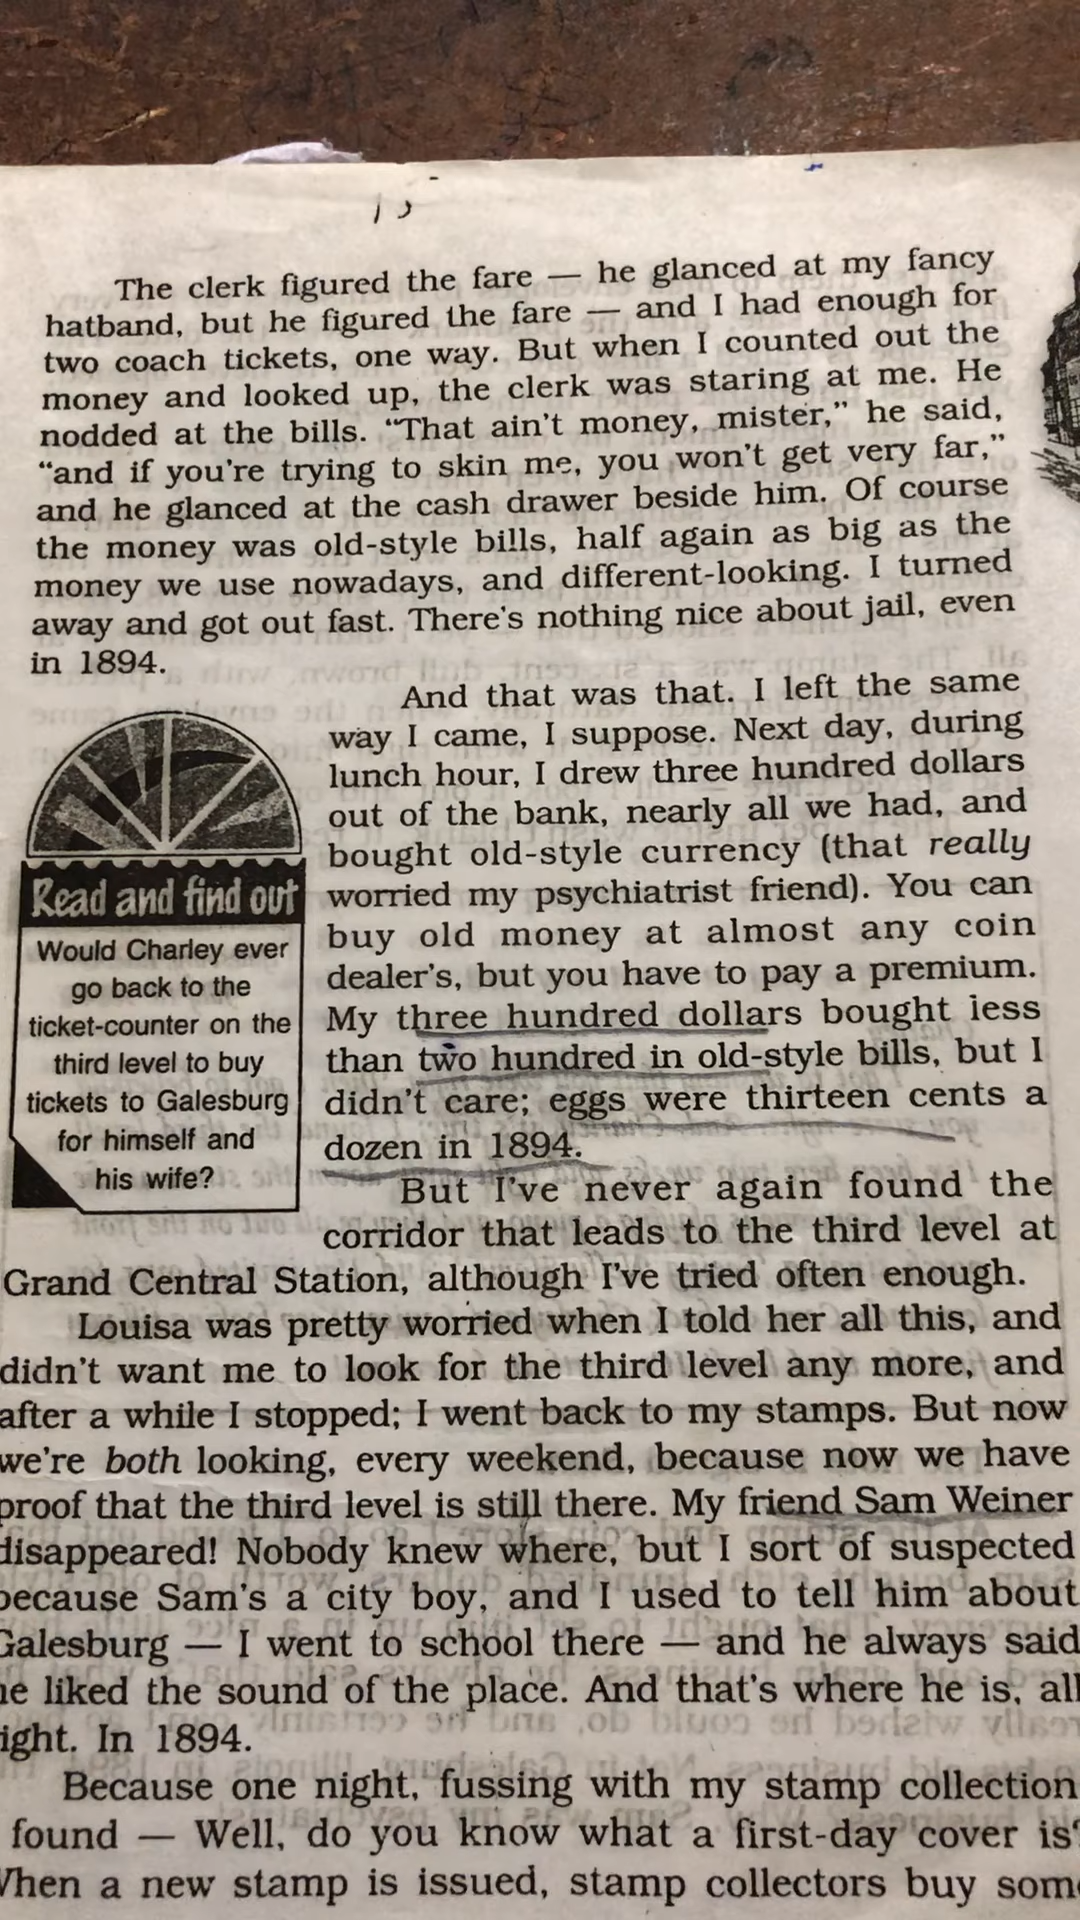 The clerk figured the fare — he glanced at my fancy
hatband, but he figured the fare — and I had enough for
two coach tickets, one way. But when I counted out the
money and looked up, the clerk was staring at me. He
nodded at the bills. “That ain't money, mister,” he said,
“and if you're trying to skin me, you won't get very far,”
and he glanced at the cash drawer beside him. Of course
the money was old-style bills, half again as big as the
money we use nowadays, and different-looking. I turned
away and got out fast. There's nothing nice about jail, even
in 1894.
And that was that. I left the same
way I came, I suppose. Next day, during
lunch hour, I drew three hundred dollars
out of the bank, nearly all we had, and
bought old-style currency (that really
worried my psychiatrist friend). You can
buy old money at almost any coin
dealer's, but you have to pay a premium.
My three hundred dollars bought less
than two hundred in old-style bills, but I
didn't care; eggs were thirteen cents a
dozen in 1894.
Read and find out
Would Charley ever
go back to the
ticket-counter on the
third level to buy
tickets to Galesburg
for himself and
his wife?
But I've never again found the
corridor that leads to the third level at
Grand Central Station, although I've tried often enough.
Louisa was pretty worried when I told her all this, and
didn't want me to look for the third level any more, and
after a while I stopped; I went back to my stamps. But now
we're both looking, every weekend, because now we have
proof that the third level is still there. My friend Sam Weiner
disappeared! Nobody knew where, but I sort of suspected
because Sam's a city boy, and I used to tell him about
Galesburg — I went to school there — and he always said
he liked the sound of the place. And that's where he is, all
right. In 1894.
Because one night, fussing with my stamp collection
found — Well, do you know what a first-day cover is?
When a new stamp is issued, stamp collectors buy some